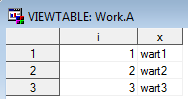 VIEWTABLE: Work.A
i x
1 1 wart1
2 2 wart2
3 3 wart3